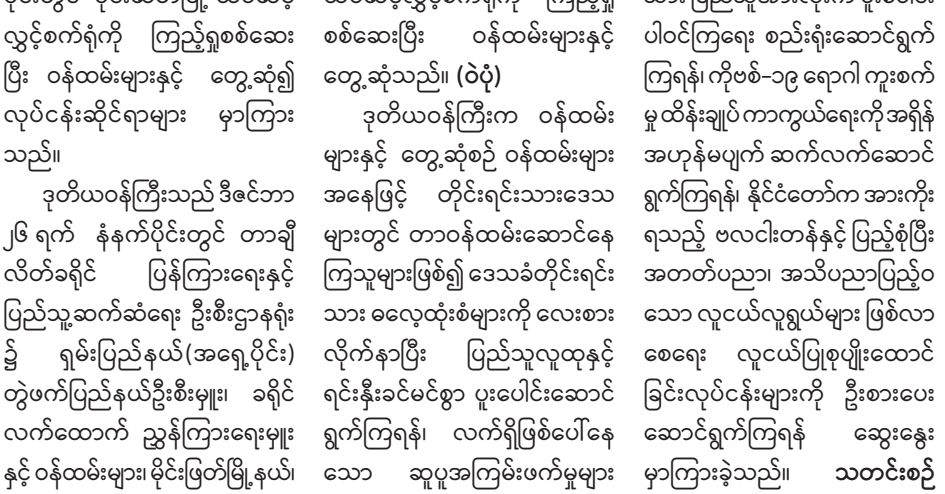 လွှင့်စက်ရုံကို ကြည့်ရှုစစ်ဆေး
ပြီး ဝန်ထမ်းများနှင့် တွေ့ဆုံ၍
လုပ်ငန်းဆိုင်ရာများ မှာကြား
သည်။
ဒုတိယဝန်ကြီးသည် ဒီဇင်ဘာ
၂၆ ရက် နံနက်ပိုင်းတွင် တာချီ
လိတ်ခရိုင် ပြန်ကြားရေးနှင့်
ပြည်သူ့ဆက်ဆံရေး ဦးစီးဌာနရုံး
၌ ရှမ်းပြည်နယ်(အရှေ့ပိုင်း)
တွဲဖက်ပြည်နယ်ဦးစီးမှူး၊ ခရိုင်
လက်ထောက် ညွှန်ကြားရေးမှူး
နှင့် ဝန်ထမ်းများ၊ မိုင်းဖြတ်မြို့နယ်၊
စစ်ဆေးပြီး ဝန်ထမ်းများနှင့်
တွေ့ဆုံသည်။ (ဝဲပုံ)
ဒုတိယဝန်ကြီးက ဝန်ထမ်း
များနှင့် တွေ့ဆုံစဉ် ဝန်ထမ်းများ
အနေဖြင့် တိုင်းရင်းသားဒေသ
များတွင် တာဝန်ထမ်းဆောင်နေ
ကြသူများဖြစ်၍ ဒေသခံတိုင်းရင်း
သား ဓလေ့ထုံးစံများကို လေးစား
လိုက်နာပြီး ပြည်သူလူထုနှင့်
ရင်းနှီးခင်မင်စွာ ပူးပေါင်းဆောင်
ရွက်ကြရန်၊ လက်ရှိဖြစ်ပေါ်နေ
သော ဆူပူအကြမ်းဖက်မှုများ
ပါဝင်ကြရေး စည်းရုံးဆောင်ရွက်
ကြရန်၊ ကိုဗစ်–၁၉ ရောဂါ ကူးစက်
မှုထိန်းချုပ်ကာကွယ်ရေးကို အရှိန်
အဟုန်မပျက် ဆက်လက်ဆောင်
ရွက်ကြရန်၊ နိုင်ငံတော်က အားကိုး
ရသည့် ဗလငါးတန်နှင့် ပြည့်စုံပြီး
အတတ်ပညာ၊ အသိပညာပြည့်ဝ
သော လူငယ်လူရွယ်များ ဖြစ်လာ
စေရေး လူငယ်ပြုစုပျိုးထောင်
ခြင်းလုပ်ငန်းများကို ဦးစားပေး
ဆောင်ရွက်ကြရန် ဆွေးနွေး
မှာကြားခဲ့သည်။ သတင်းစဉ်